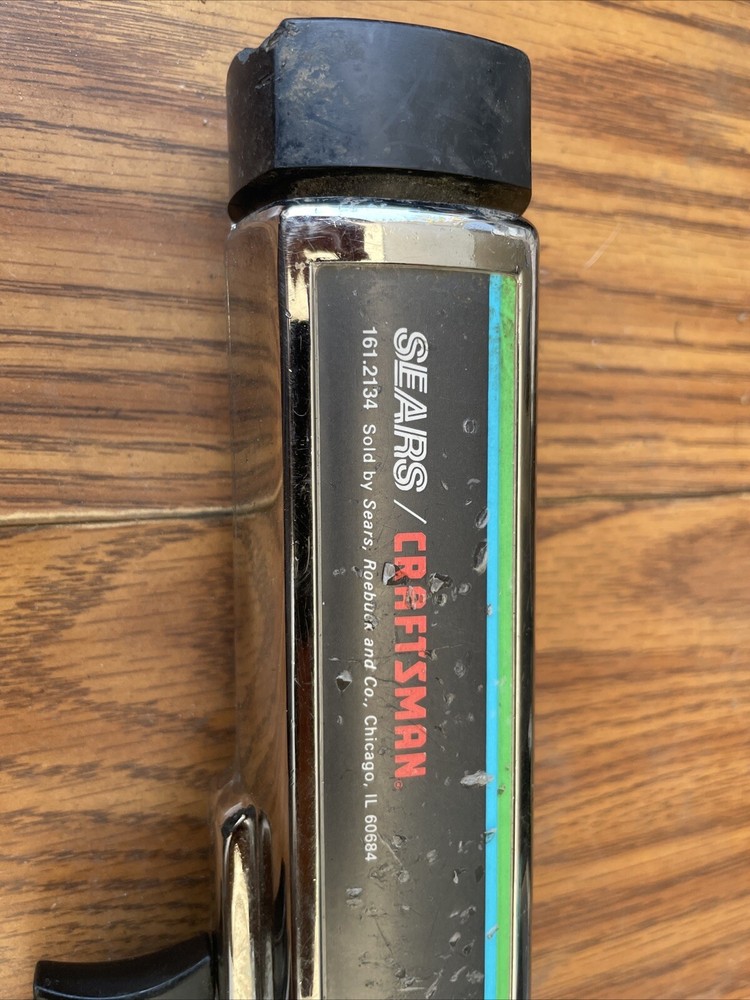 SEARS / CRAFTSMAN®
161.2134 Sold by Sears, Roebuck and Co., Chicago, IL 60684